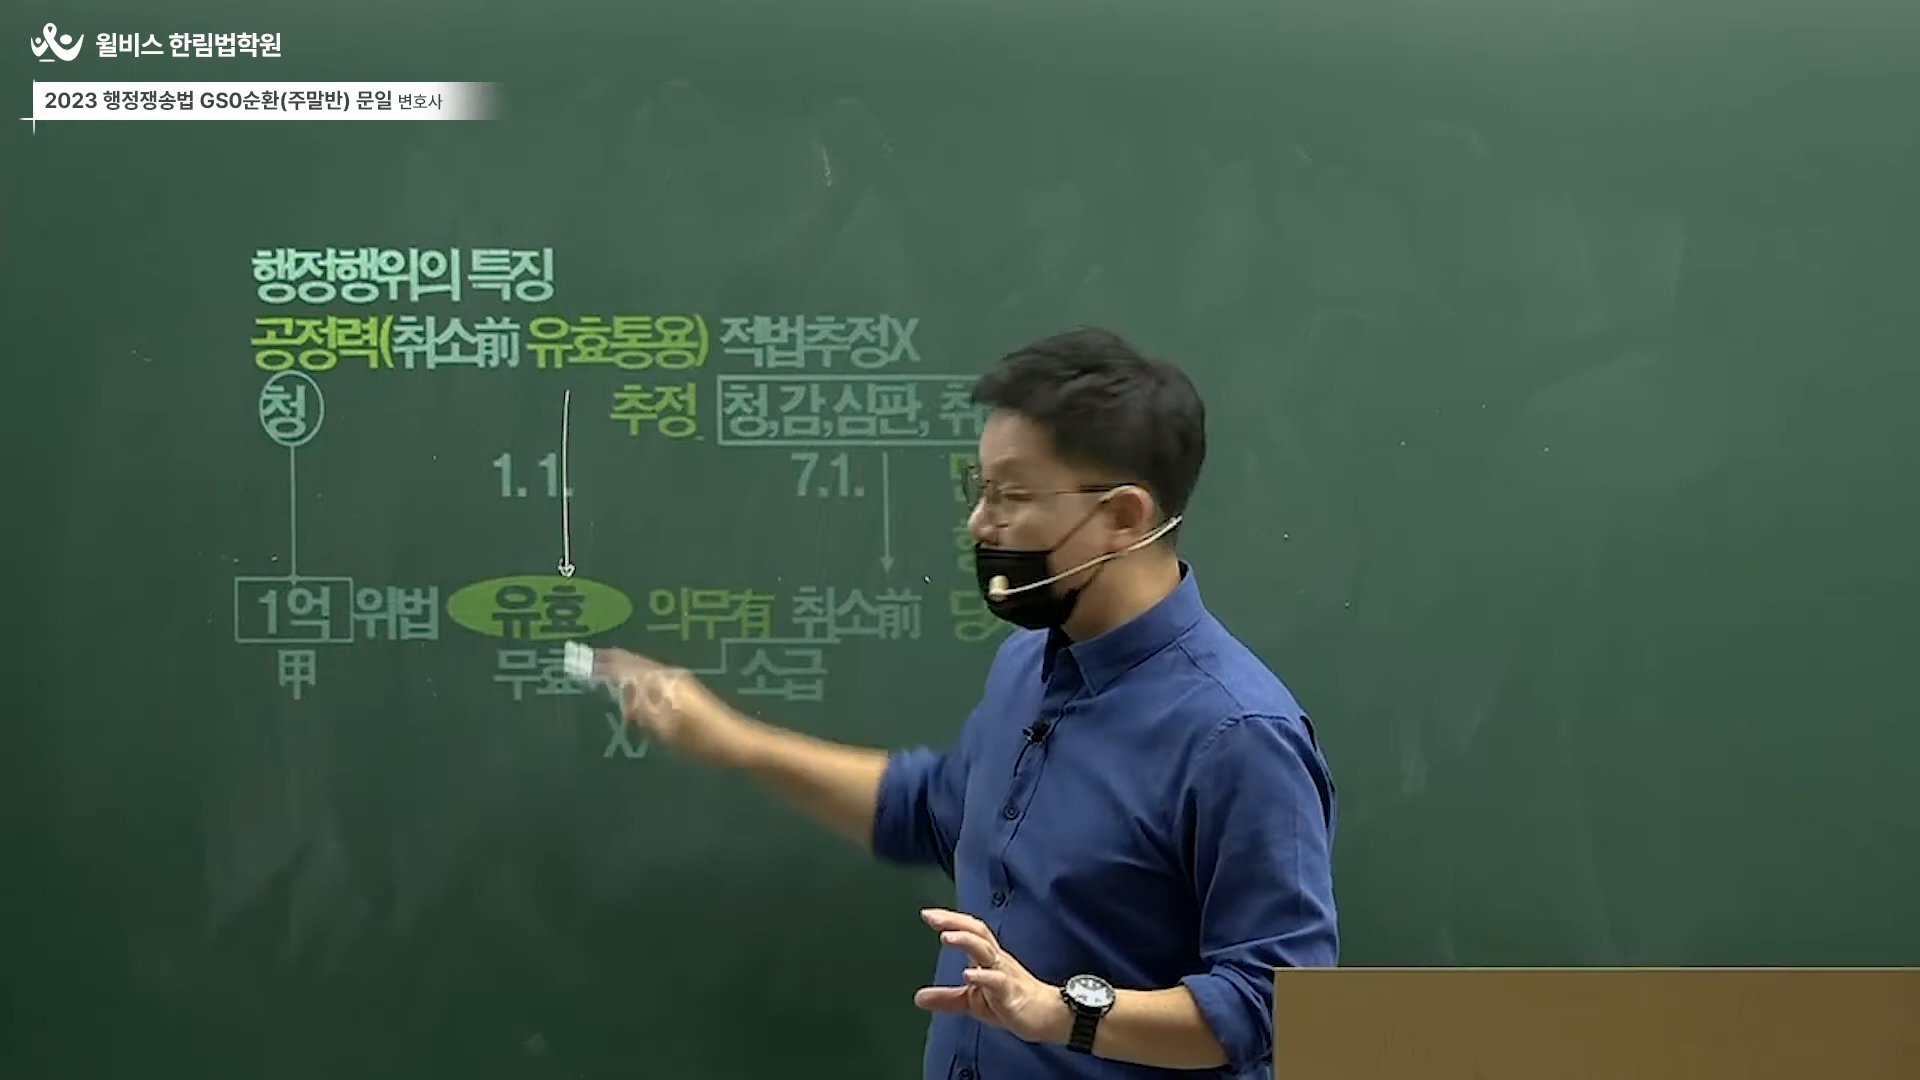 윌비스 한림법학원
2023 행정쟁송법 GS0순환(주말반) 문일 변호사
행정행위의 특징
공정력(취소前 유효통용) 적법추정X
청 추정 청,감,심판, 취
1.1. 7.1.
1억 위법 유효 의무有 취소前 당
甲 무효 소급
X